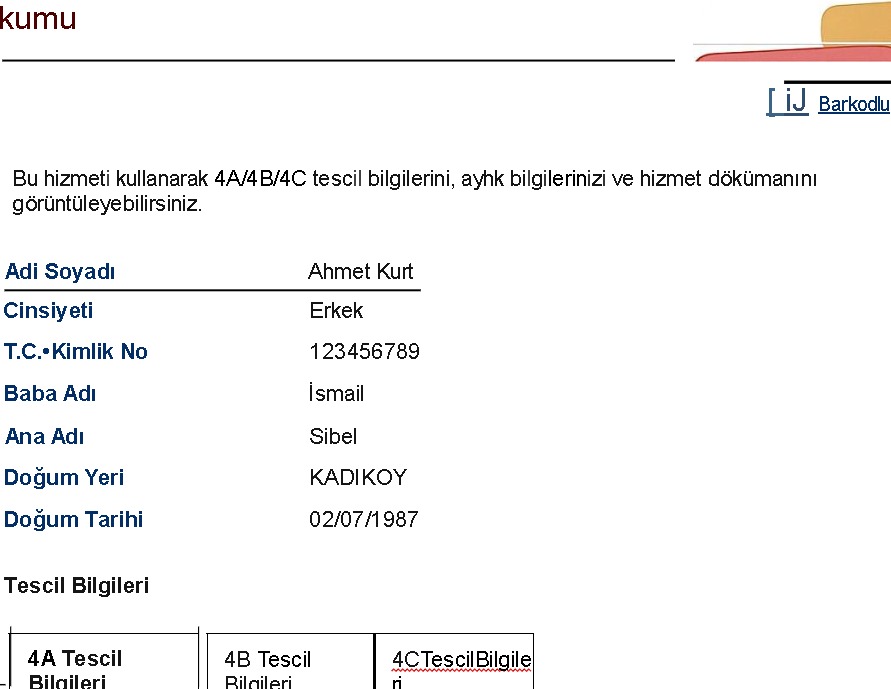 kumu
[ iJ Barkodlu
Bu hizmeti kullanarak 4A/4B/4C tescil bilgilerini, ayhk bilgilerinizi ve hizmet dökümanını
görüntüleyebilirsiniz.
Adi Soyadı Ahmet Kurt
Cinsiyeti Erkek
T.C.•Kimlik No 123456789
Baba Adı İsmail
Ana Adı Sibel
Doğum Yeri KADIKOY
Doğum Tarihi 02/07/1987
Tescil Bilgileri
4A Tescil 4B Tescil 4CTescilBilgile
Bilgileri Bilgileri ri